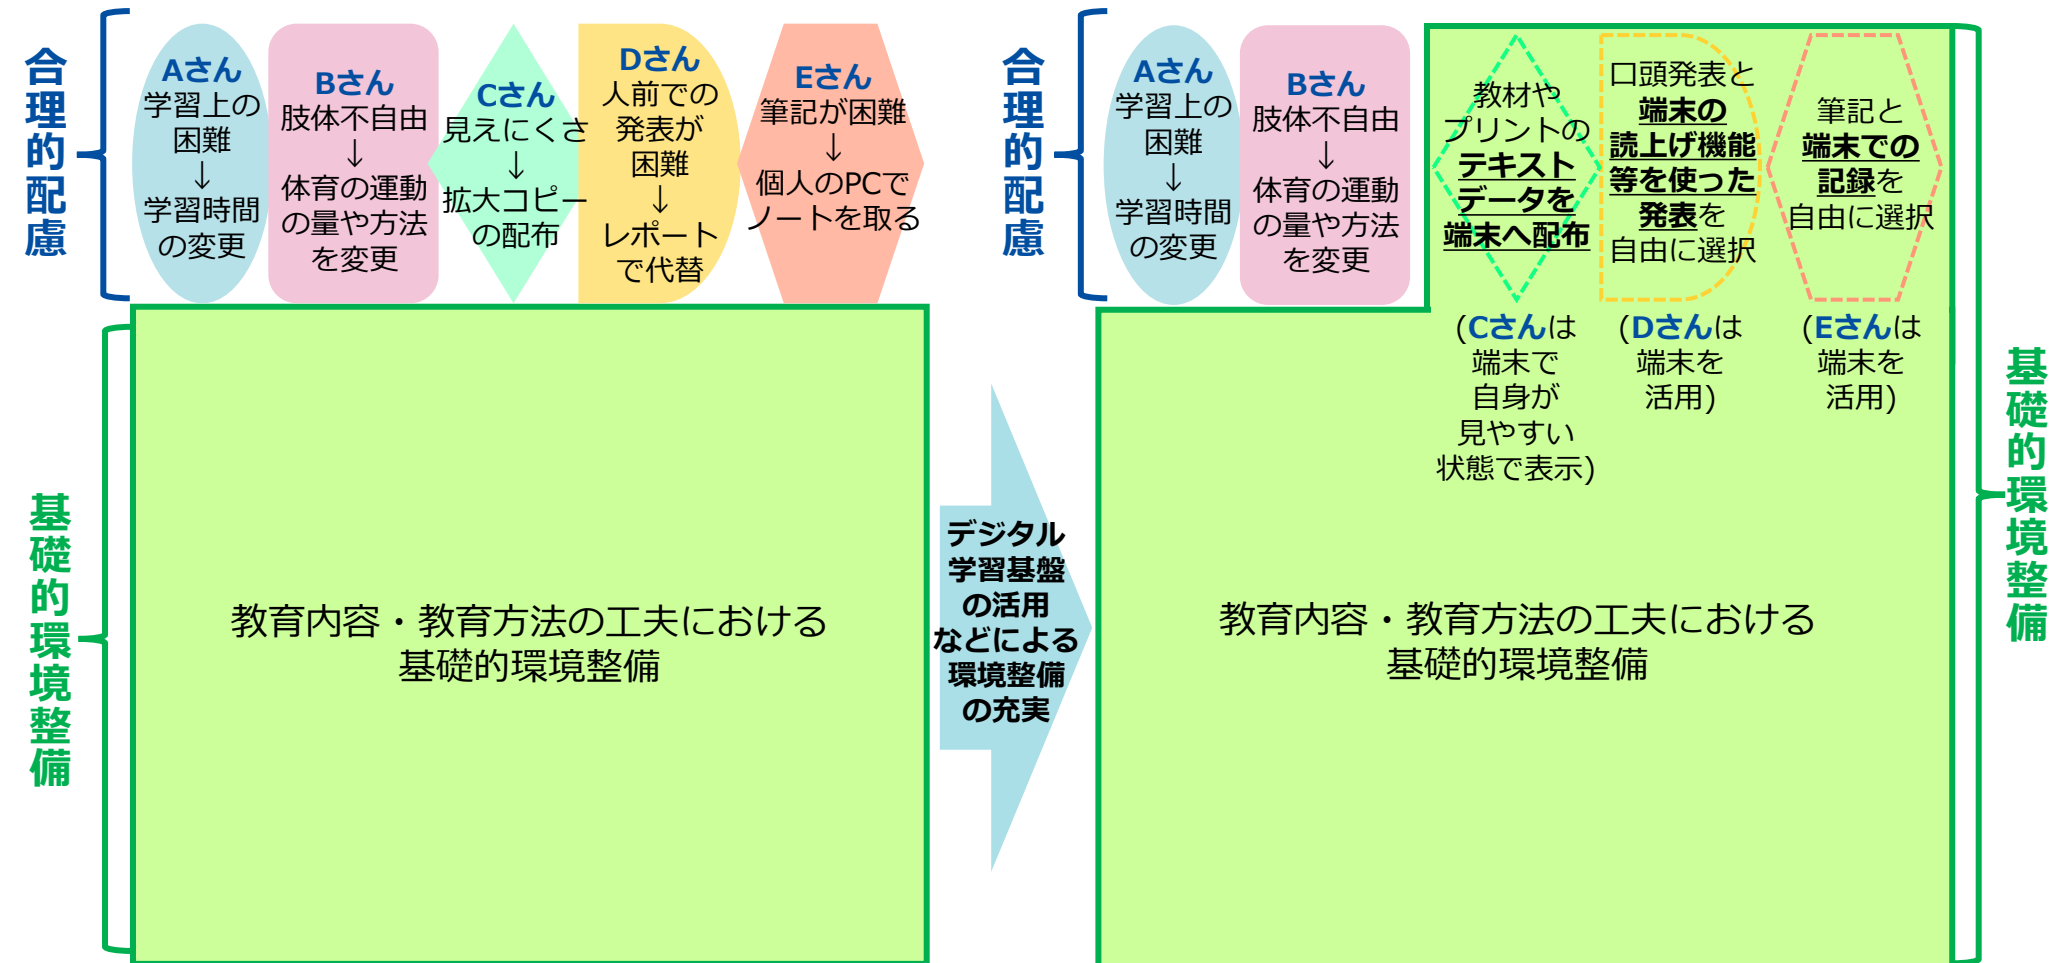 合理的配慮
Aさん
学習上の
困難
↓
学習時間
の変更
Bさん
肢体不自由
↓
体育の運動
の量や方法
を変更
Cさん
見えにくさ
↓
拡大コピー
の配布
Dさん
人前での
発表が
困難
↓
レポート
で代替
Eさん
筆記が困難
↓
個人のPCで
ノートを取る
基礎的環境整備
教育内容・教育方法の工夫における
基礎的環境整備
デジタル
学習基盤
の活用
などによる
環境整備
の充実
合理的配慮
Aさん
学習上の
困難
↓
学習時間
の変更
Bさん
肢体不自由
↓
体育の運動
の量や方法
を変更
教材や
プリントの
テキスト
データを
端末へ配布
(Cさんは
端末で
自身が
見やすい
状態で表示)
口頭発表と
端末の
読上げ機能
等を使った
発表を
自由に選択
(Dさんは
端末を
活用)
筆記と
端末での
記録を
自由に選択
(Eさんは
端末を
活用)
教育内容・教育方法の工夫における
基礎的環境整備
基礎的環境整備